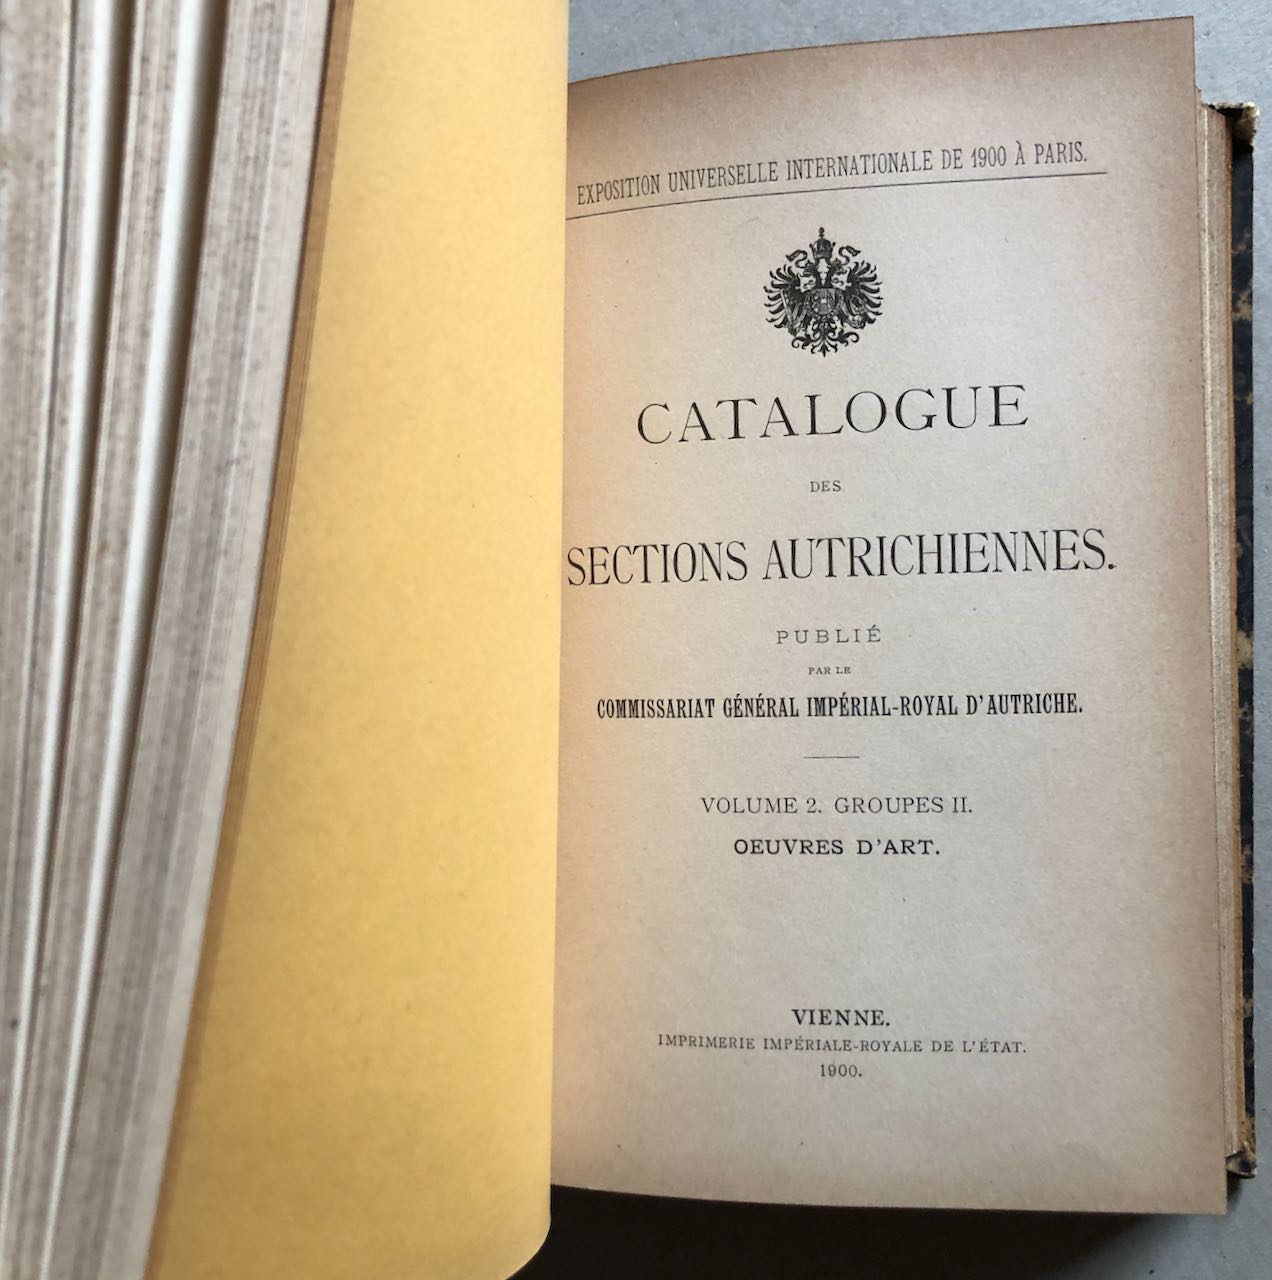 EXPOSITION UNIVERSELLE INTERNATIONALE DE 1900 À PARIS.
CATALOGUE
DES
SECTIONS AUTRICHIENNES.
PUBLIÉ
PAR LE
COMMISSARIAT GÉNÉRAL IMPÉRIAL-ROYAL D'AUTRICHE.
VOLUME 2. GROUPES II.
OEUVRES D'ART.
VIENNE.
IMPRIMERIE IMPÉRIALE-ROYALE DE L'ÉTAT.
1900.